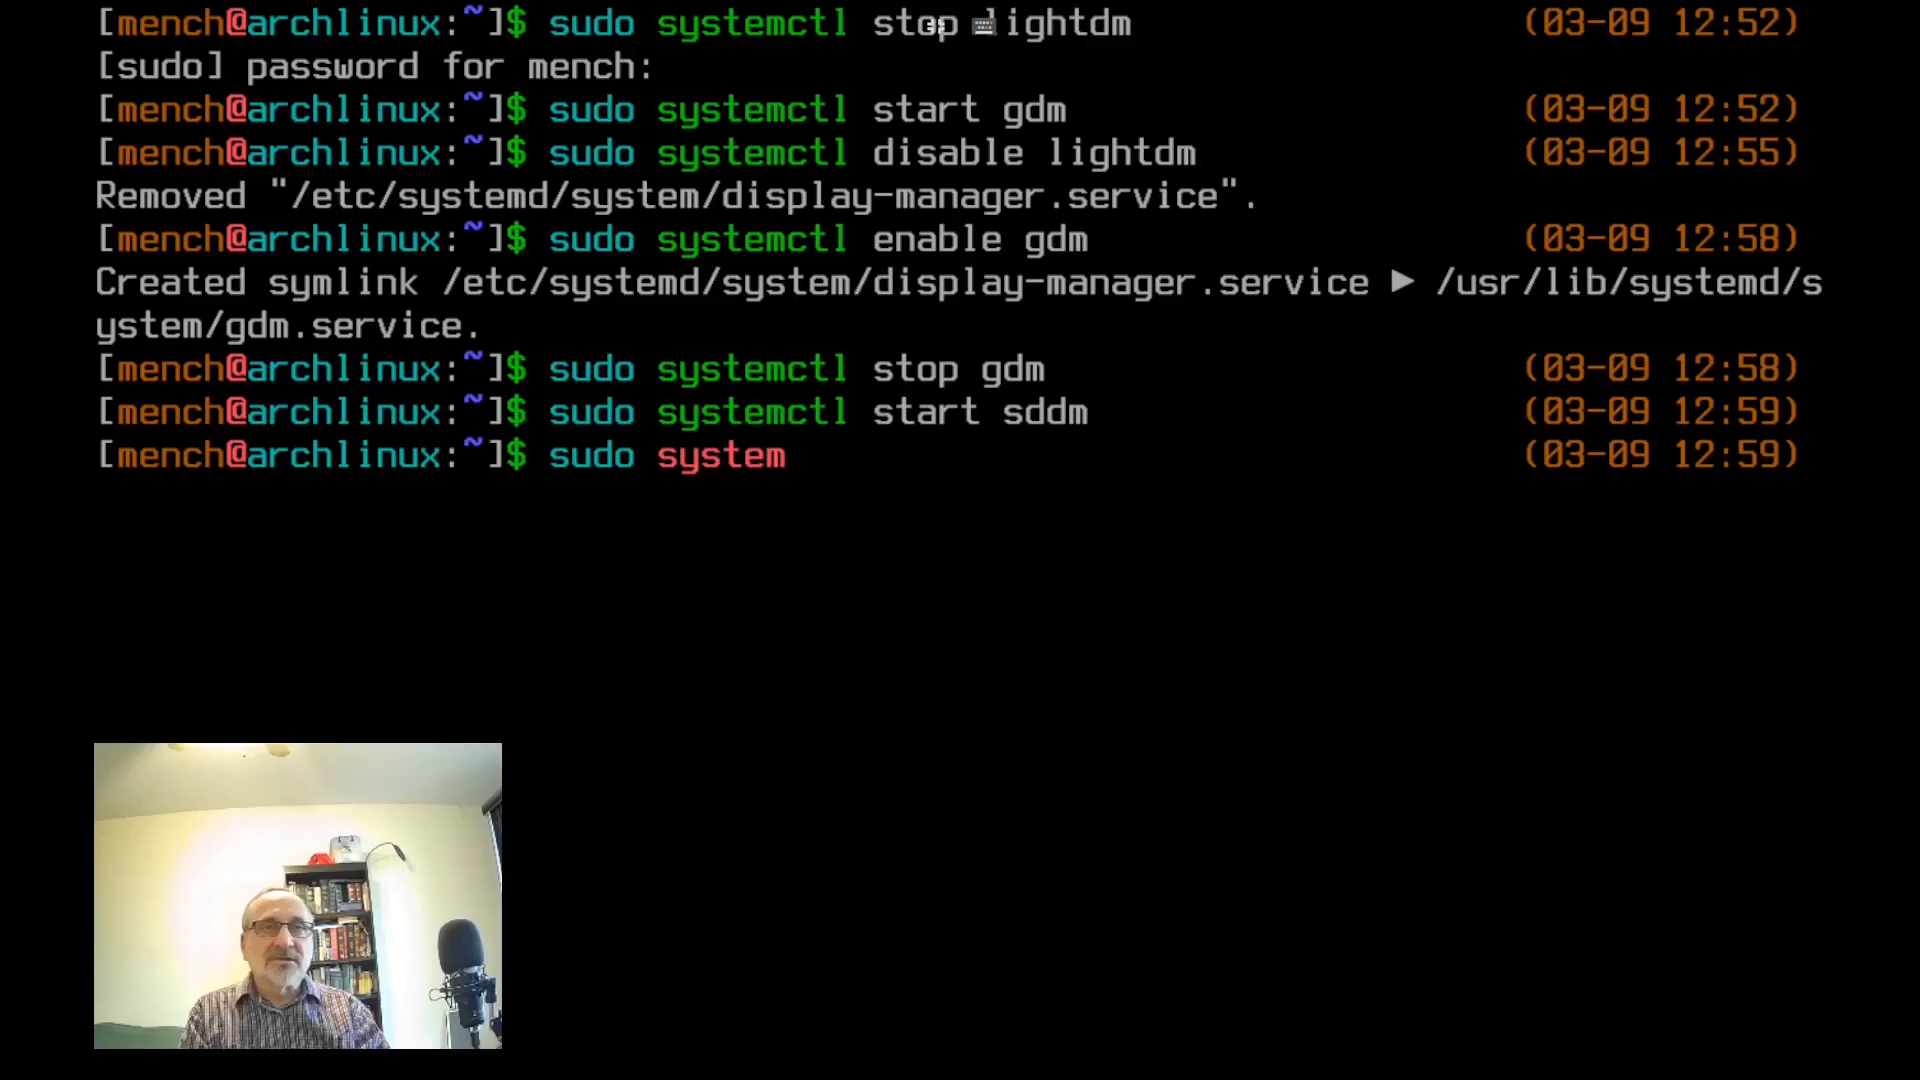 [mench@archlinux:~]$ sudo systemctl stop lightdm (03-09 12:52)
[sudo] password for mench:
[mench@archlinux:~]$ sudo systemctl start gdm (03-09 12:52)
[mench@archlinux:~]$ sudo systemctl disable lightdm (03-09 12:55)
Removed "/etc/systemd/system/display-manager.service".
[mench@archlinux:~]$ sudo systemctl enable gdm (03-09 12:58)
Created symlink /etc/systemd/system/display-manager.service ► /usr/lib/systemd/s
ystem/gdm.service.
[mench@archlinux:~]$ sudo systemctl stop gdm (03-09 12:58)
[mench@archlinux:~]$ sudo systemctl start sddm (03-09 12:59)
[mench@archlinux:~]$ sudo system (03-09 12:59)